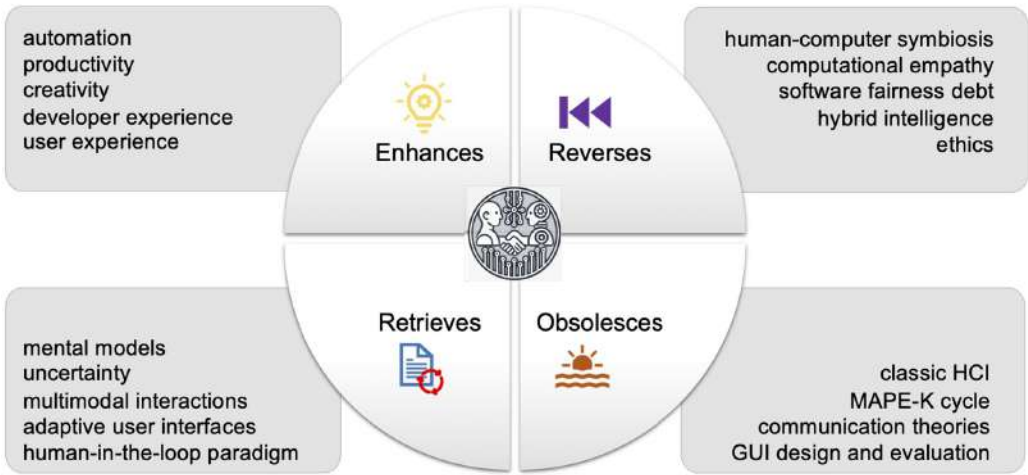 automation
productivity
creativity
developer experience
user experience
Enhances
Reverses
human-computer symbiosis
computational empathy
software fairness debt
hybrid intelligence
ethics
mental models
uncertainty
multimodal interactions
adaptive user interfaces
human-in-the-loop paradigm
Retrieves
Obsolesces
classic HCI
MAPE-K cycle
communication theories
GUI design and evaluation